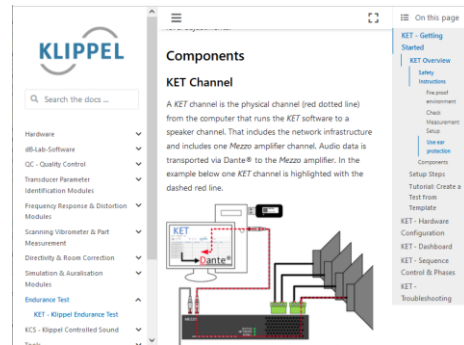 KLIPPEL
Search the docs ...
Hardware
dB-Lab-Software
QC - Quality Control
Transducer Parameter
Identification Modules
Frequency Response & Distortion
Modules
Scanning Vibrometer & Part
Measurement
Directivity & Room Correction
Simulation & Auralisation
Modules
Endurance Test
KET - Klippel Endurance Test
KCS - Klippel Controlled Sound
Tools
Components
KET Channel
A KET channel is the physical channel (red dotted line)
from the computer that runs the KET software to a
speaker channel. That includes the network infrastructure
and includes one Mezzo amplifier channel. Audio data is
transported via Dante® to the Mezzo amplifier. In the
example below one KET channel is highlighted with the
dashed red line.
KET
Dante®
MEZZO
On this page
KET - Getting
Started
KET Overview
Safety
Instructions
Fire proof
environment
Check
Measurement
Setup
Use ear
protection
Components
Setup Steps
Tutorial: Create a
Test from
Template
KET - Hardware
Configuration
KET - Dashboard
KET - Sequence
Control & Phases
KET -
Troubleshooting